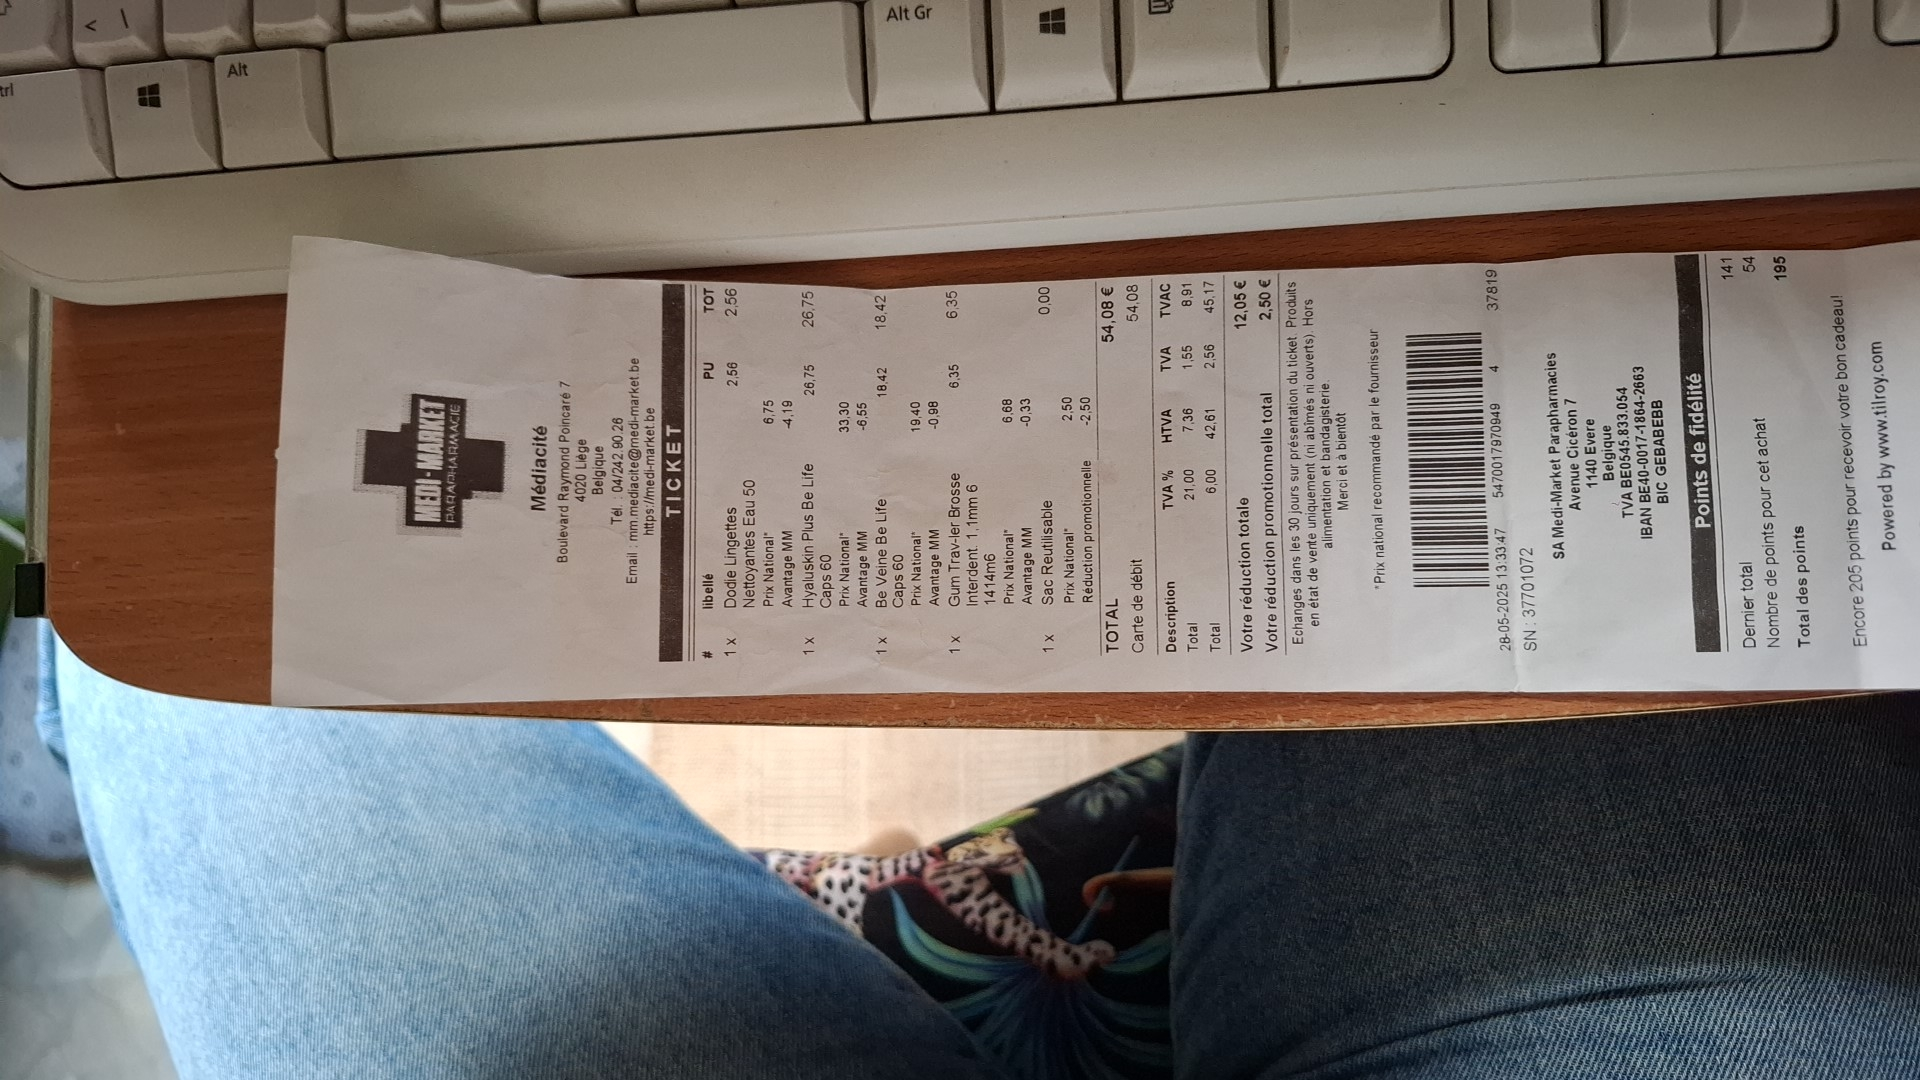 trl
<
Alt
Alt Gr
MEDI-MARKET
PARAPHARMACIE
Médiacité
Boulevard Raymond Poincaré 7
4020 Liège
Belgique
Tél : 04/242.90.26
Email : mm.mediacite@medi-market.be
https://medi-market.be
TICKET
# libellé PU TOT
1 x Dodie Lingettes 2,56 2,56
Nettoyantes Eau 50
Prix National* 6,75
Avantage MM -4,19
1 x Hyaluskin Plus Be Life 26,75 26,75
Caps 60
Prix National* 33,30
Avantage MM -6,55
1 x Be Veine Be Life 18,42 18,42
Caps 60
Prix National* 19,40
Avantage MM -0,98
1 x Gum Trav-ler Brosse 6,35 6,35
Interdent. 1,1mm 6
1414m6
Prix National* 6,68
Avantage MM -0,33
1 x Sac Reutilisable 0,00
Prix National* 2,50
Réduction promotionnelle -2,50
TOTAL 54,08 €
Carte de débit 54,08
Description TVA % HTVA TVA TVAC
Total 21,00 7,36 1,55 8,91
Total 6,00 42,61 2,56 45,17
Votre réduction totale 12,05 €
Votre réduction promotionnelle total 2,50 €
Echanges dans les 30 jours sur présentation du ticket. Produits
en état de vente uniquement (ni abîmés ni ouverts). Hors
alimentation et bandagisterie.
Merci et à bientôt
*Prix national recommandé par le fournisseur
28-05-2025 13:33:47 5470017970949 4 37819
SN : 37701072
SA Medi-Market Parapharmacies
Avenue Cicéron 7
1140 Evere
Belgique
TVA BE0545.833.054
IBAN BE40-0017-1864-2663
BIC GEBABEBB
Points de fidélité
Dernier total 141
Nombre de points pour cet achat 54
Total des points 195
Encore 205 points pour recevoir votre bon cadeau!
Powered by www.tilroy.com